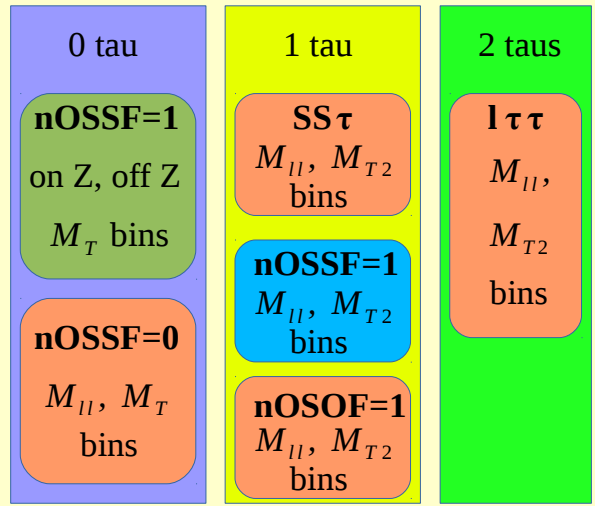 0 tau
nOSSF=1
on Z, off Z
M_T bins
nOSSF=0
M_ll, M_T
bins
1 tau
SS τ
M_ll, M_T2
bins
nOSSF=1
M_ll, M_T2
bins
nOSOF=1
M_ll, M_T2
bins
2 taus
l τ τ
M_ll,
M_T2
bins